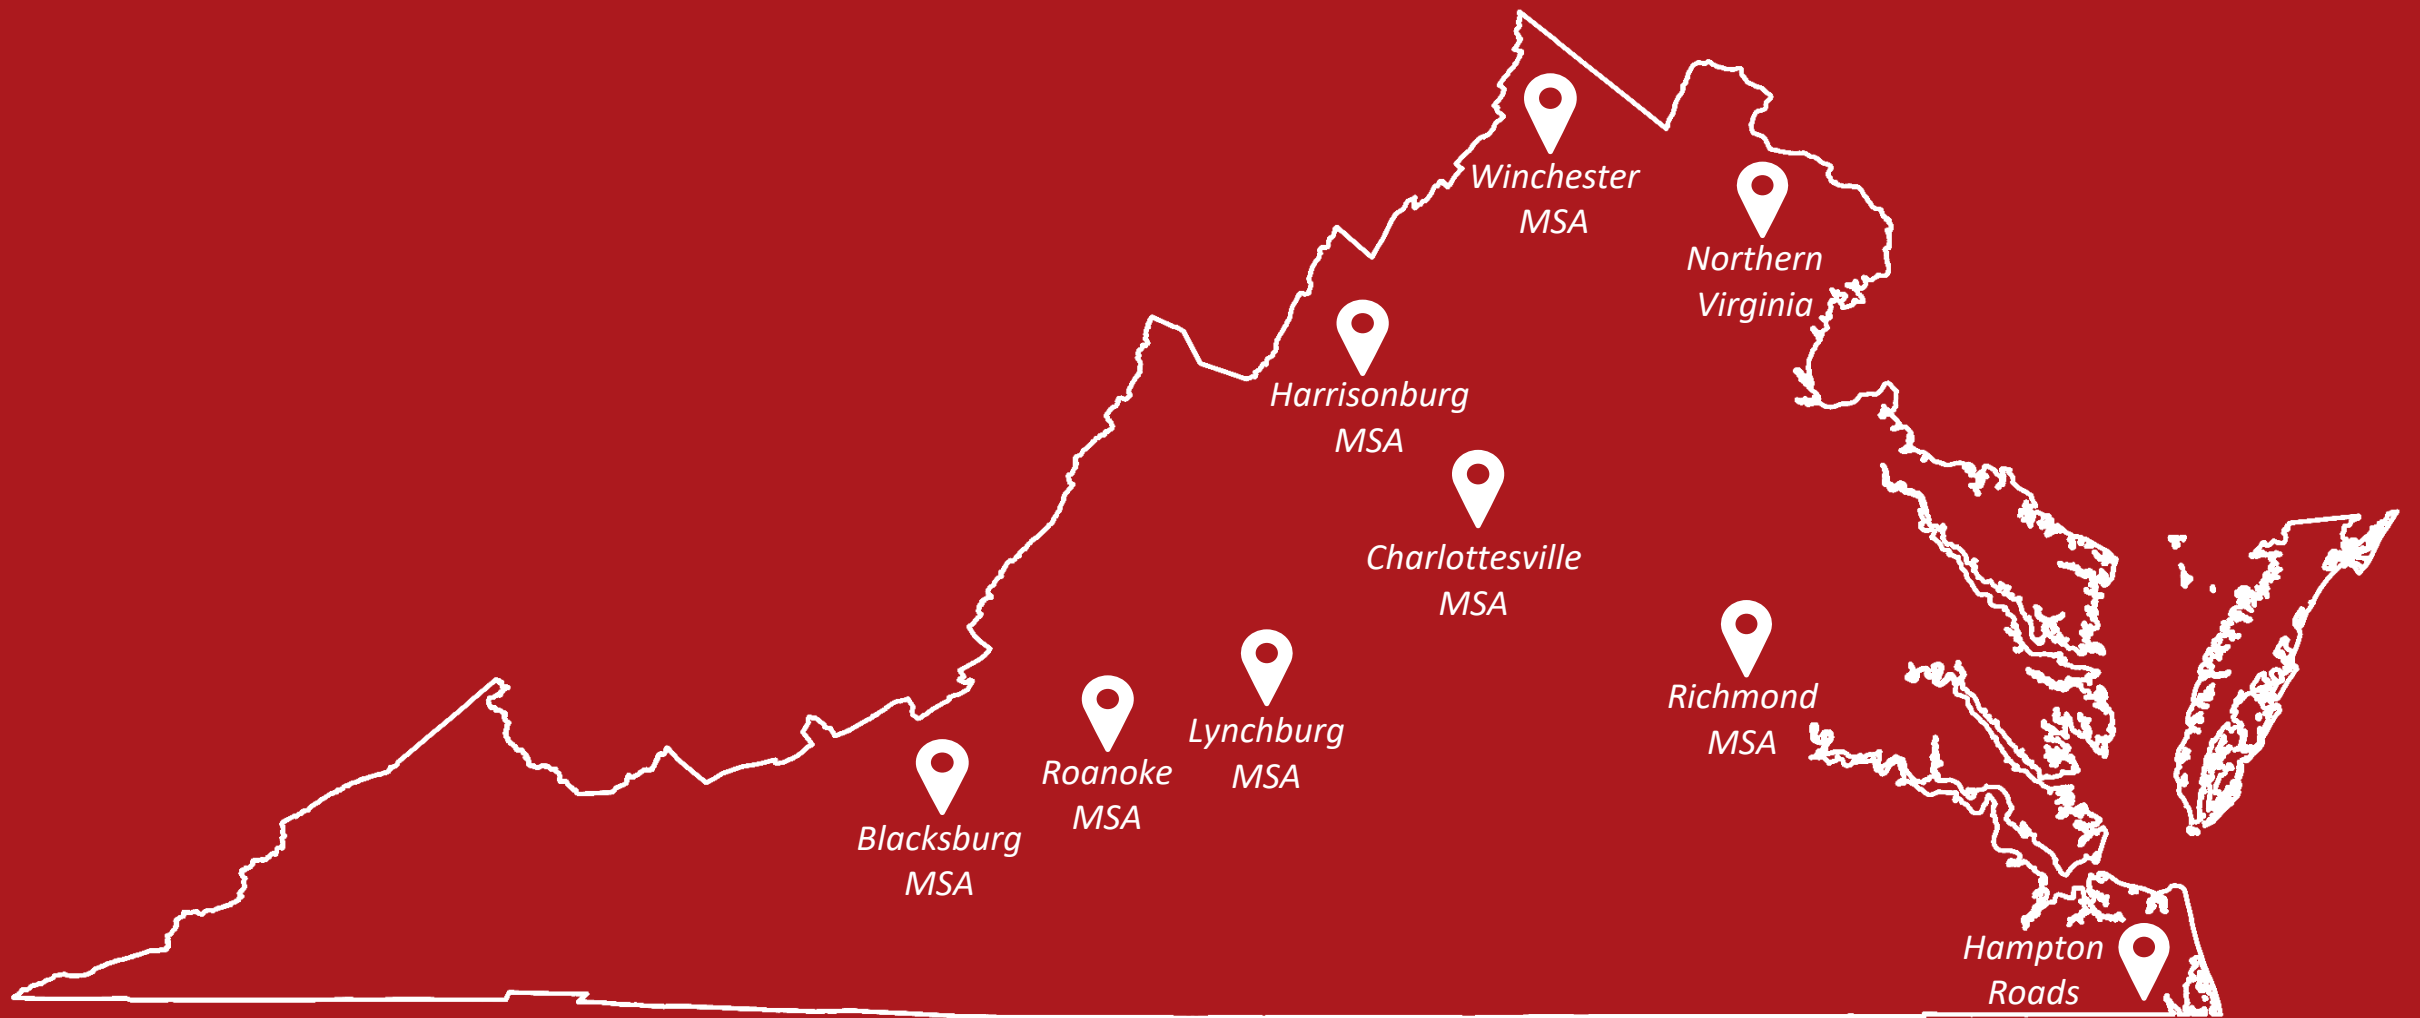 Winchester
MSA
Northern
Virginia
Harrisonburg
MSA
Charlottesville
MSA
Richmond
MSA
Lynchburg
MSA
Roanoke
MSA
Blacksburg
MSA
Hampton
Roads